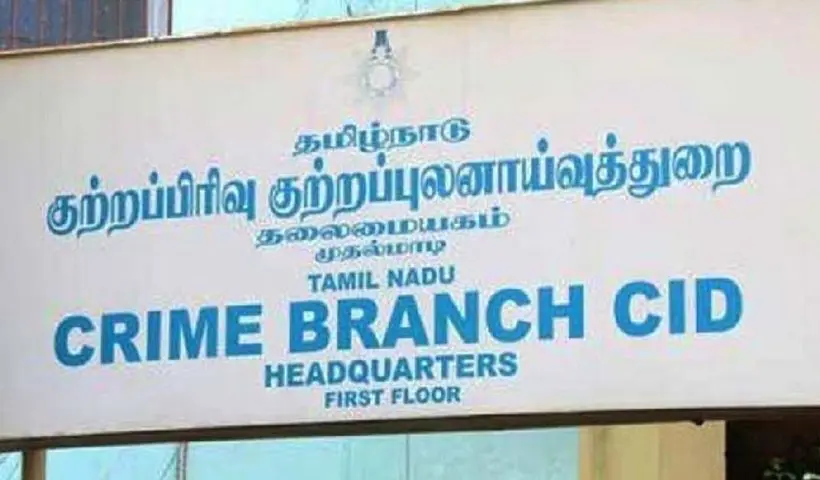 தமிழ்நாடு
குற்றப்பிரிவு குற்றப்புலனாய்வுத்துறை
தலைமையகம்
முதல்மாடி
TAMIL NADU
CRIME BRANCH CID
HEADQUARTERS
FIRST FLOOR